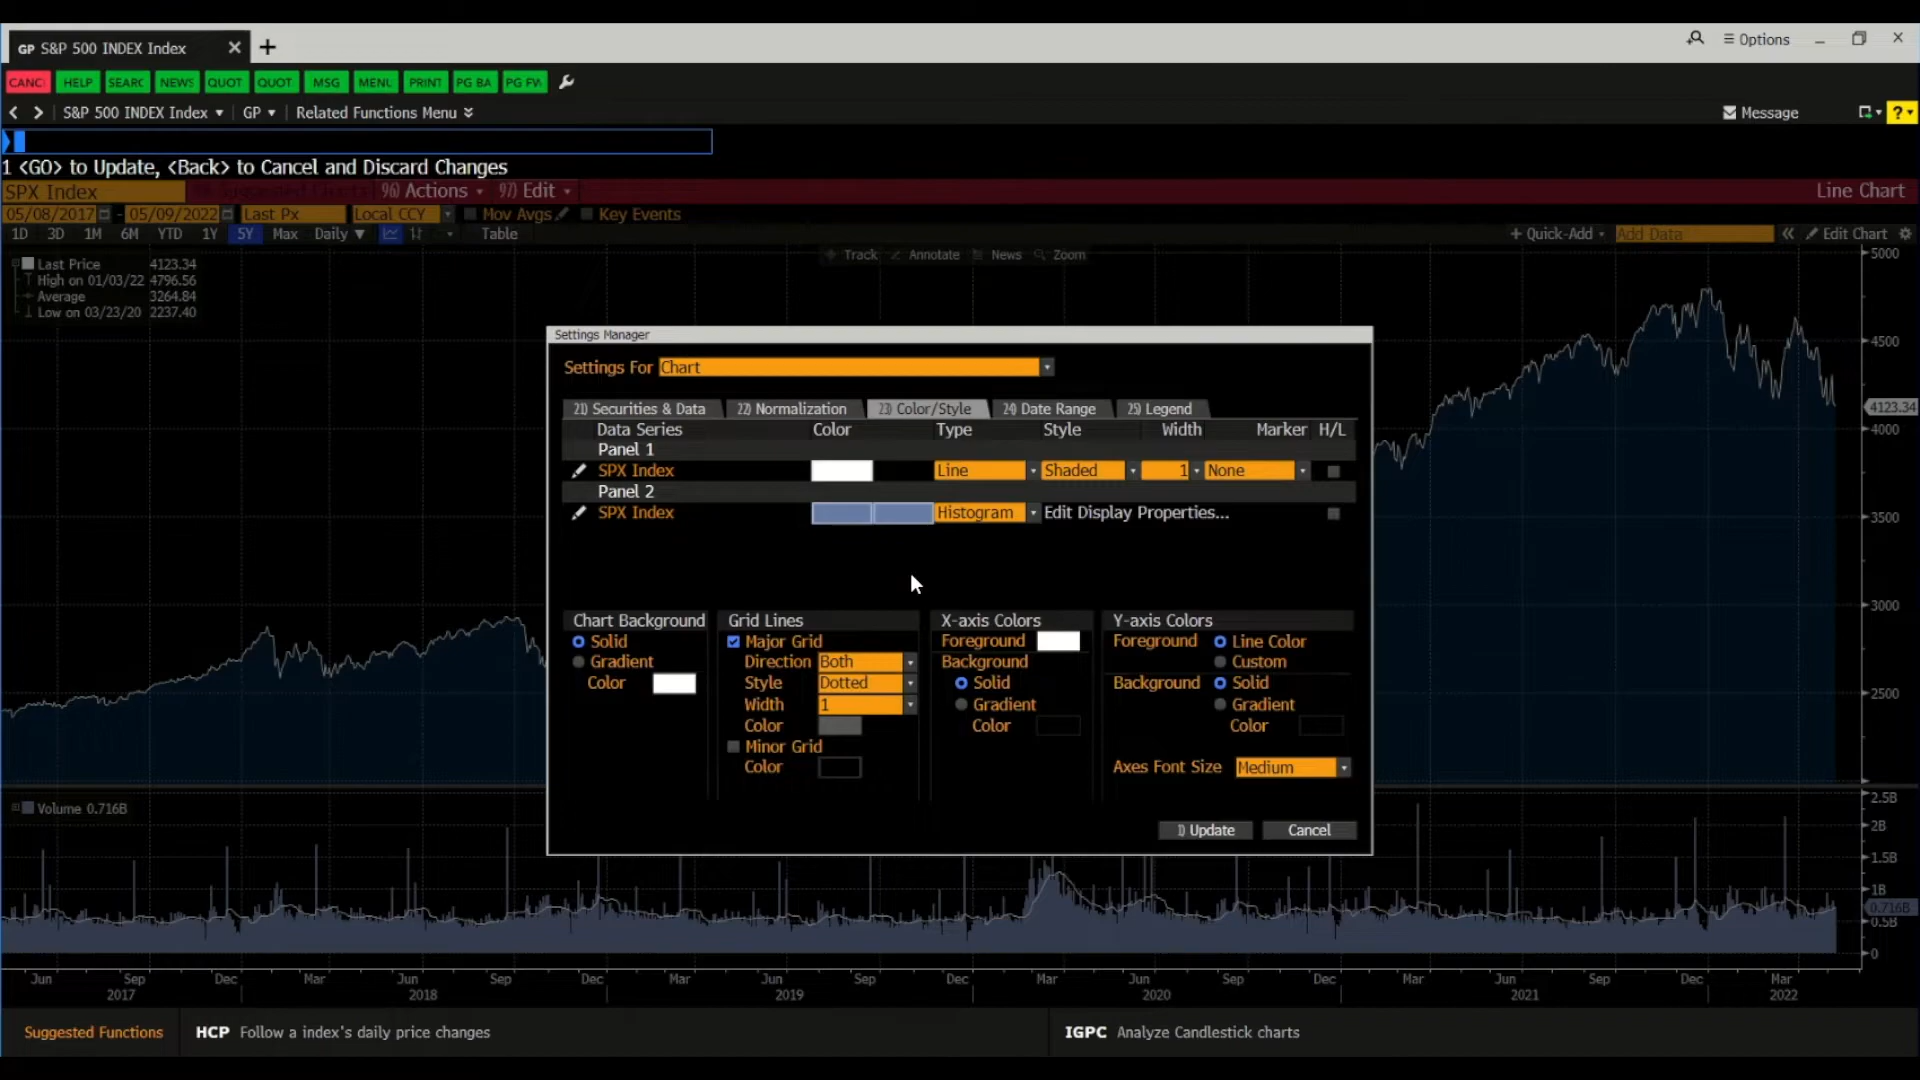 GP S&P 500 INDEX Index
Options
CANC HELP SEARC NEWS QUOT QUOT MSG MENU PRINT PG BA PG FW
S&P 500 INDEX Index GP Related Functions Menu
Message ?
1 <GO> to Update, <Back> to Cancel and Discard Changes
SPX Index 96) Actions 97) Edit Line Chart
05/08/2017 - 05/09/2022 Last Px Local CCY Mov Avgs Key Events
1D 3D 1M 6M YTD 1Y 5Y Max Daily Table + Quick-Add Add Data Edit Chart
Track Annotate News Zoom
Last Price 4123.34
High on 01/03/22 4796.56
Average 3264.84
Low on 03/23/20 2237.40
Settings Manager
Settings For Chart
21) Securities & Data 22) Normalization 23) Color/Style 24) Date Range 25) Legend
Data Series Color Type Style Width Marker H/L
Panel 1
SPX Index Line Shaded 1 None
Panel 2
SPX Index Histogram Edit Display Properties...
Chart Background
Solid
Gradient
Color
Grid Lines
Major Grid
Direction Both
Style Dotted
Width 1
Color
Minor Grid
Color
X-axis Colors
Foreground
Background
Solid
Gradient
Color
Y-axis Colors
Foreground Line Color
Custom
Background Solid
Gradient
Color
Axes Font Size Medium
1) Update Cancel
5000
4500
4123.34
4000
3500
3000
2500
Volume 0.716B
2.5B
2B
1.5B
1B
0.716B
0.5B
0
Jun Sep Dec Mar Jun Sep Dec Mar Jun Sep Dec Mar Jun Sep Dec Mar Jun Sep Dec Mar
2017 2018 2019 2020 2021 2022
Suggested Functions HCP Follow a index's daily price changes IGPC Analyze Candlestick charts